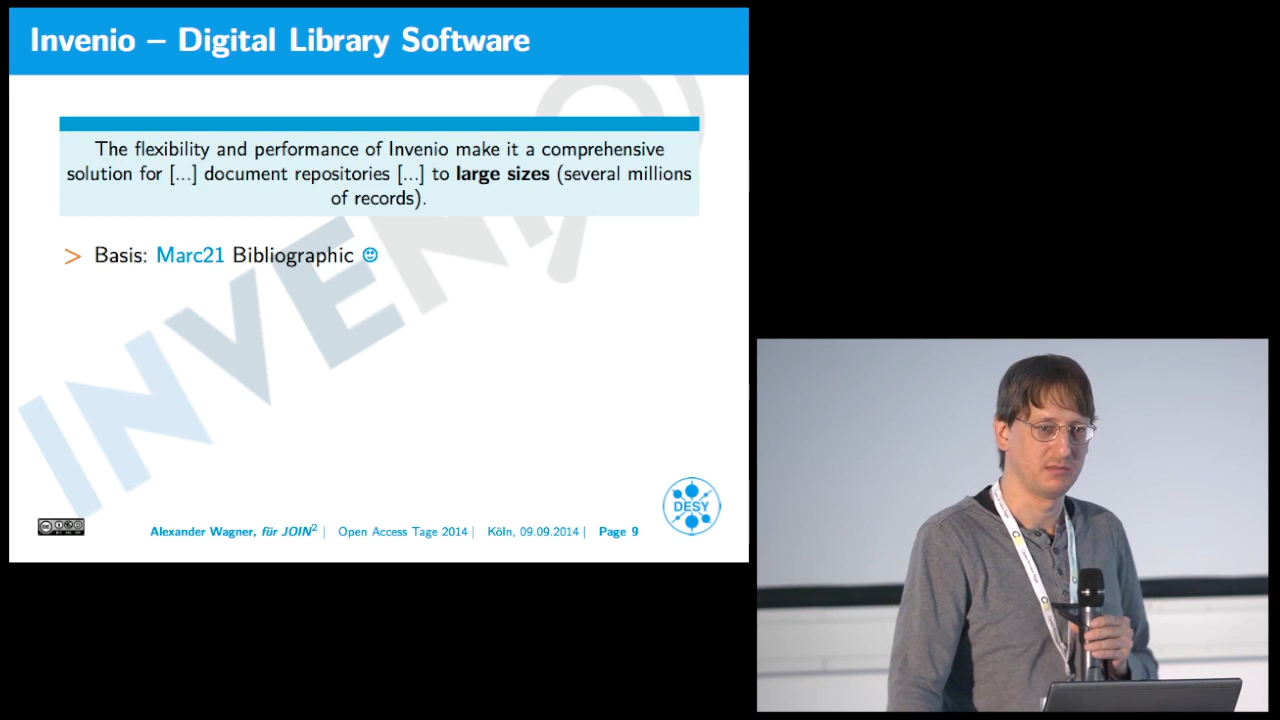 Invenio – Digital Library Software
The flexibility and performance of Invenio make it a comprehensive
solution for [...] document repositories [...] to large sizes (several millions
of records).
> Basis: Marc21 Bibliographic ☺
INVENIO
DESY
Alexander Wagner, für JOIN² | Open Access Tage 2014 | Köln, 09.09.2014 | Page 9